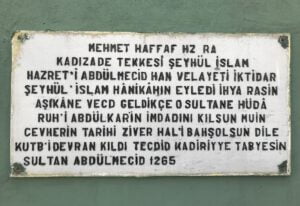 MEHMET HAFFAF HZ RA
KADIZADE TEKKESİ ŞEYHÜL İSLAM
HAZRET'İ ABDÜLMECİD HAN VELAYETİ İKTİDAR
ŞEYHÜL' İSLAM HÂNİKÂHIN EYLEDİ İHYA RASİN
AŞIKÂNE VECD GELDİKÇE O SULTANE HÜDÂ
RUH'İ ABDÜLKAR'İN İMDADINI KILSUN MUİN
CEVHERİN TARİHİ ZİVER HAL'İ BAHŞOLSUN DİLE
KUTB'İ DEVRAN KILDI TECDİD KADİRİYYE TABYESİN
SULTAN ABDÜLMECİD 1265